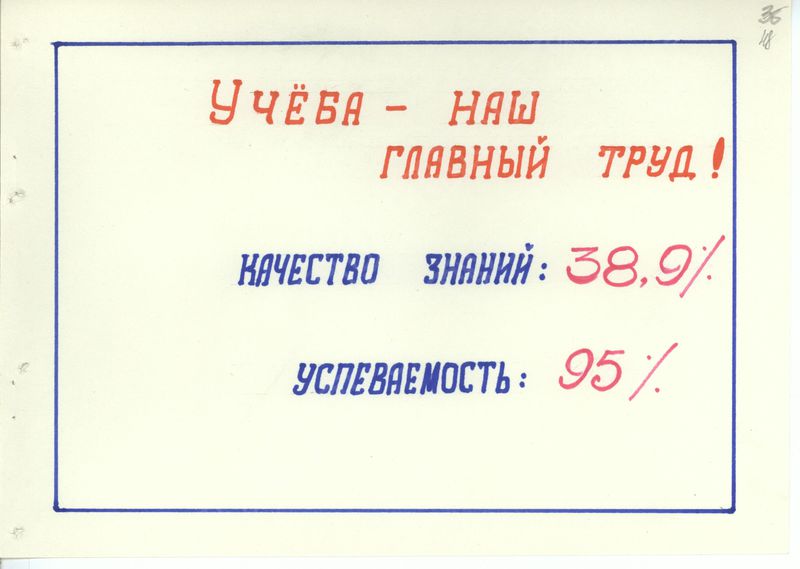 36
18
Учёба - наш
главный труд!
Качество знаний: 38,9%
Успеваемость: 95%